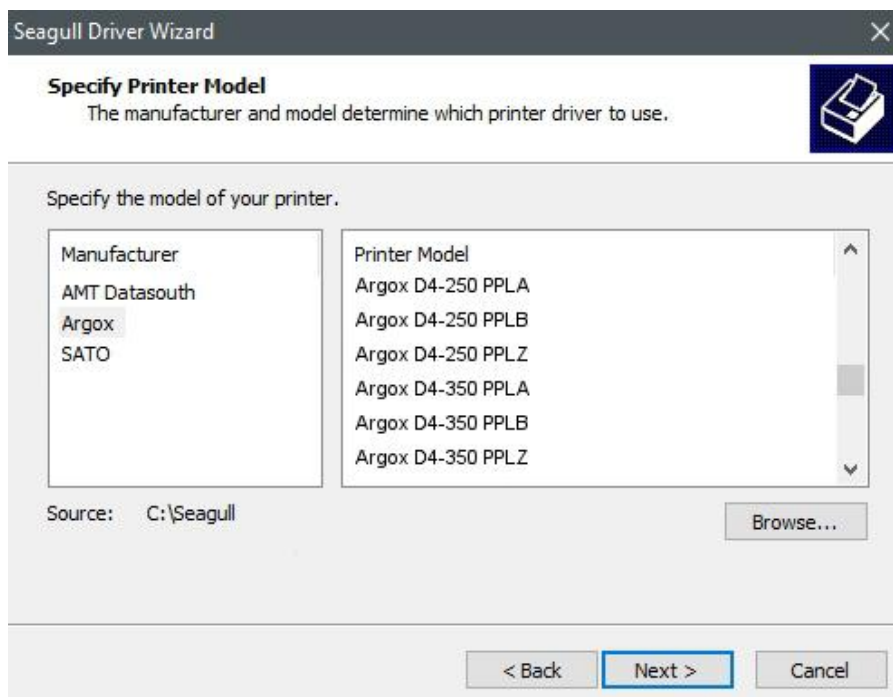 Seagull Driver Wizard
Specify Printer Model
The manufacturer and model determine which printer driver to use.
Specify the model of your printer.
Manufacturer
AMT Datasouth
Argox
SATO
Printer Model
Argox D4-250 PPLA
Argox D4-250 PPLB
Argox D4-250 PPLZ
Argox D4-350 PPLA
Argox D4-350 PPLB
Argox D4-350 PPLZ
Source: C:\Seagull
Browse...
< Back
Next >
Cancel